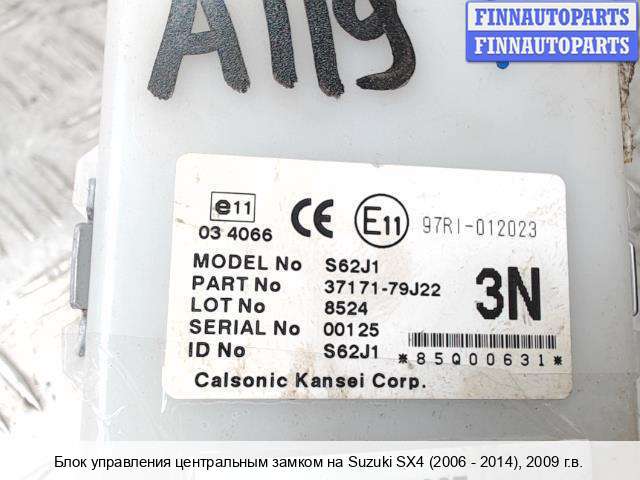 FINNAUTOPARTS
FINNAUTOPARTS
A119
e11
034066
CE
E11
97RI-012023
MODEL No S62J1
PART No 37171-79J22
LOT No 8524
SERIAL No 00125
ID No S62J1
3N
*85Q00631*
Calsonic Kansei Corp.
Блок управления центральным замком на Suzuki SX4 (2006 - 2014), 2009 г.в.